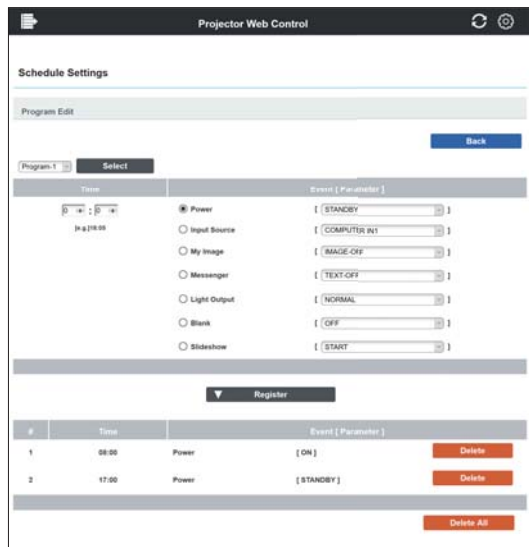 Projector Web Control
Schedule Settings
Program Edit
Back
Program-1 Select
Time Event [ Parameter ]
0 : 0 Power [ STANDBY ]
[e.g.]18:00 Input Source [ COMPUTER IN1 ]
My Image [ IMAGE-OFF ]
Messenger [ TEXT-OFF ]
Light Output [ NORMAL ]
Blank [ OFF ]
Slideshow [ START ]
▼ Register
# Time Event [ Parameter ]
1 08:00 Power [ ON ] Delete
2 17:00 Power [ STANDBY ] Delete
Delete All